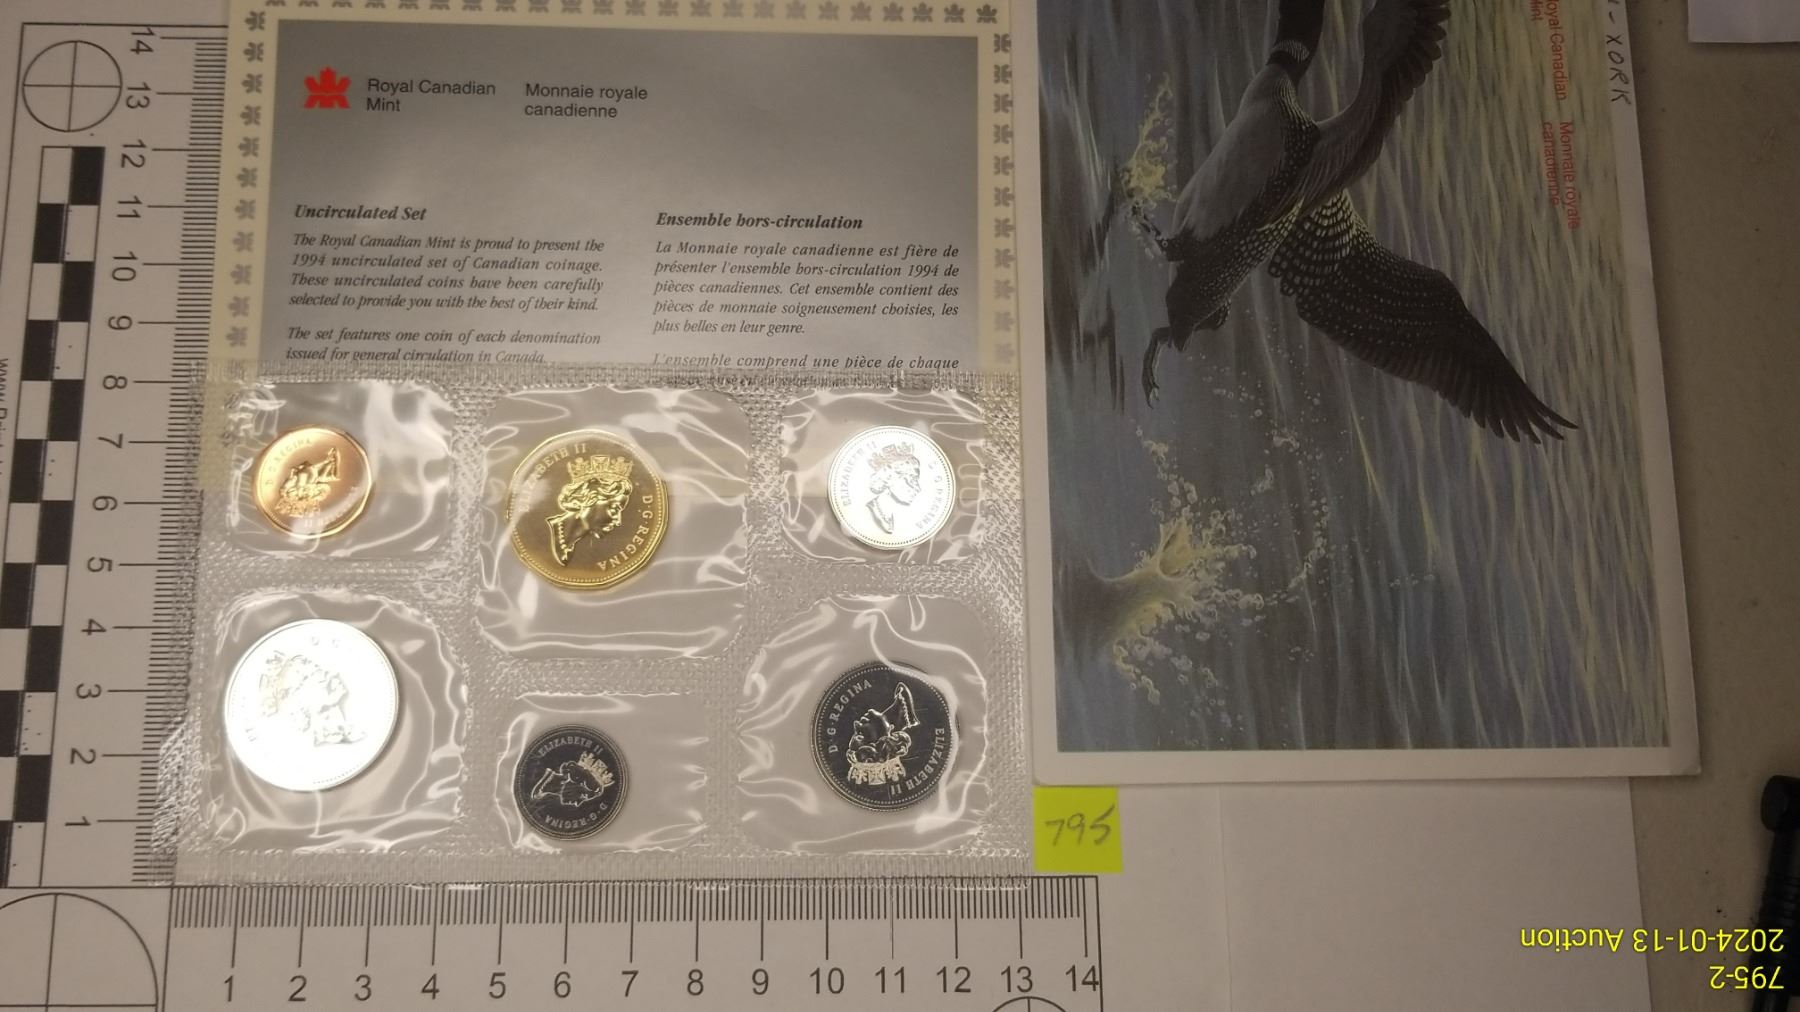 Royal Canadian
Mint
Monnaie royale
canadienne
Uncirculated Set
The Royal Canadian Mint is proud to present the
1994 uncirculated set of Canadian coinage.
These uncirculated coins have been carefully
selected to provide you with the best of their kind.
The set features one coin of each denomination
issued for general circulation in Canada.
Ensemble hors-circulation
La Monnaie royale canadienne est fière de
présenter l'ensemble hors-circulation 1994 de
pièces canadiennes. Cet ensemble contient des
pièces de monnaie soigneusement choisies, les
plus belles en leur genre.
L'ensemble comprend une pièce de chaque
Royal Canadian
Mint
Monnaie royale
canadienne
XORK
D·G·REGINA
ELIZABETH II
ELIZABETH II
D·G·REGINA
ELIZABETH II
D·G·REGINA
D·G
ELIZABETH II
D·G·REGINA
D·G·REGINA
ELIZABETH II
795
14
13
12
11
10
9
8
7
6
5
4
3
2
1
1 2 3 4 5 6 7 8 9 10 11 12 13 14
795-2
2024-01-13 Auction